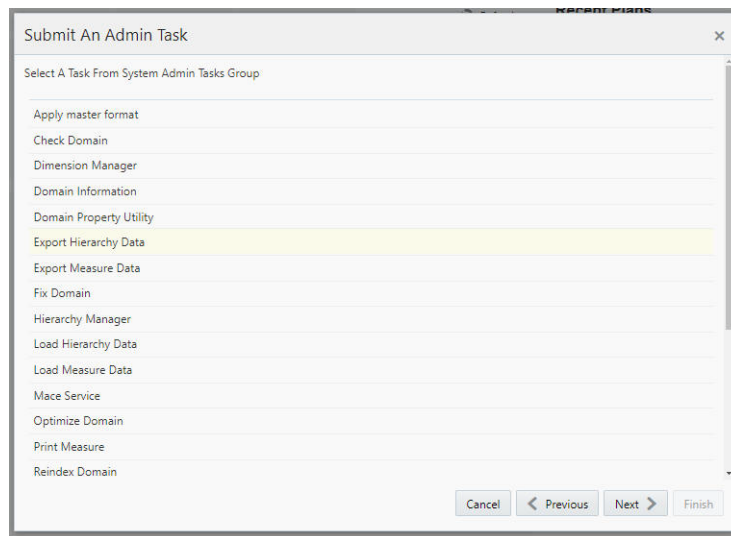 Recent Plans
Submit An Admin Task
Select A Task From System Admin Tasks Group
Apply master format
Check Domain
Dimension Manager
Domain Information
Domain Property Utility
Export Hierarchy Data
Export Measure Data
Fix Domain
Hierarchy Manager
Load Hierarchy Data
Load Measure Data
Mace Service
Optimize Domain
Print Measure
Reindex Domain
Cancel Previous Next Finish